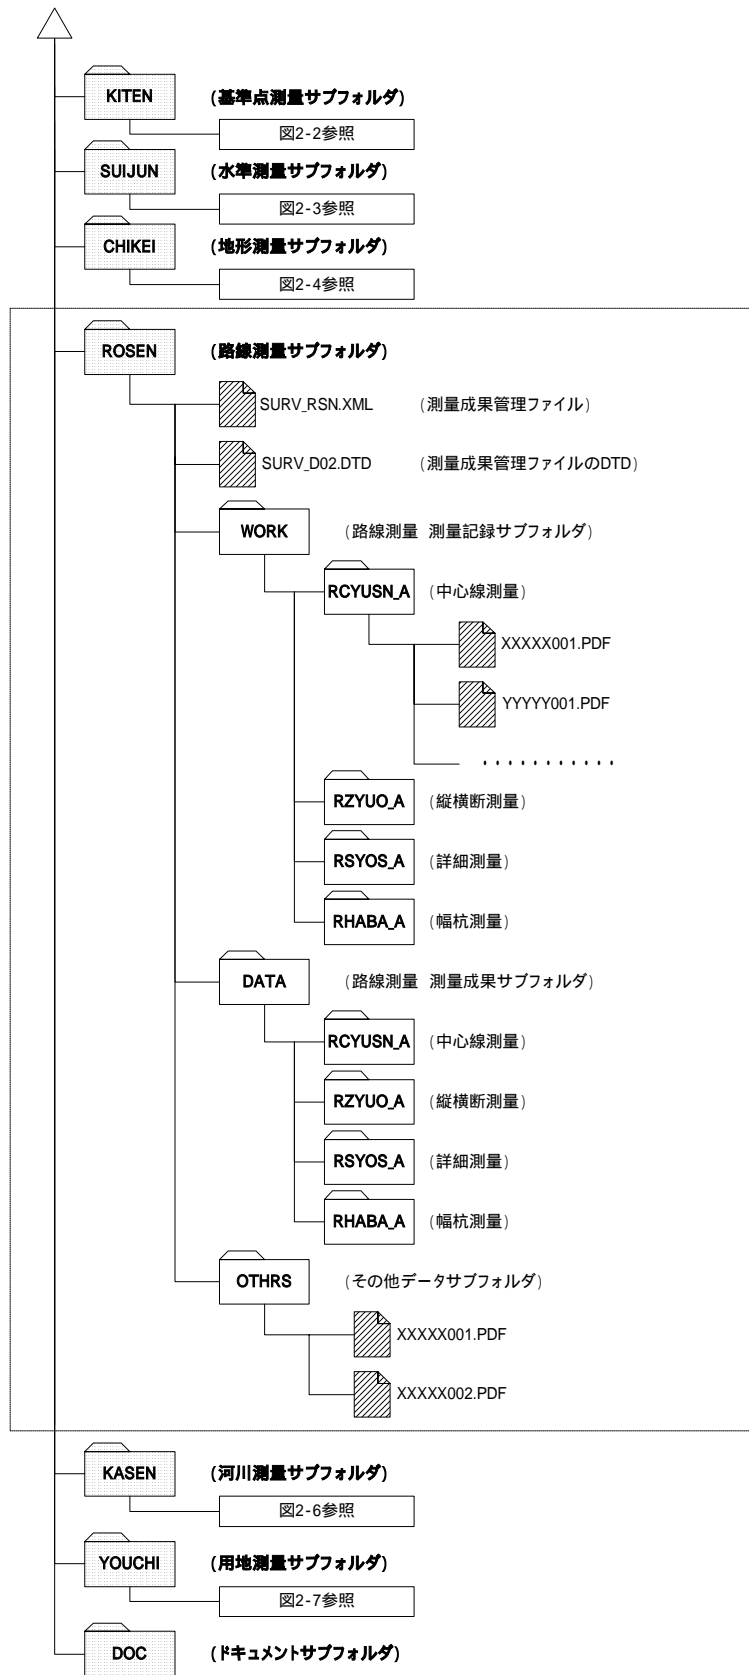 KITEN (基準点測量サブフォルダ)
図2-2参照
SUIJUN (水準測量サブフォルダ)
図2-3参照
CHIKEI (地形測量サブフォルダ)
図2-4参照
ROSEN (路線測量サブフォルダ)
SURV_RSN.XML (測量成果管理ファイル)
SURV_D02.DTD (測量成果管理ファイルのDTD)
WORK (路線測量 測量記録サブフォルダ)
RCYUSN_A (中心線測量)
XXXXX001.PDF
YYYYY001.PDF
・・・・・・・・・・・
RZYUO_A (縦横断測量)
RSYOS_A (詳細測量)
RHABA_A (幅杭測量)
DATA (路線測量 測量成果サブフォルダ)
RCYUSN_A (中心線測量)
RZYUO_A (縦横断測量)
RSYOS_A (詳細測量)
RHABA_A (幅杭測量)
OTHRS (その他データサブフォルダ)
XXXXX001.PDF
XXXXX002.PDF
KASEN (河川測量サブフォルダ)
図2-6参照
YOUCHI (用地測量サブフォルダ)
図2-7参照
DOC (ドキュメントサブフォルダ)